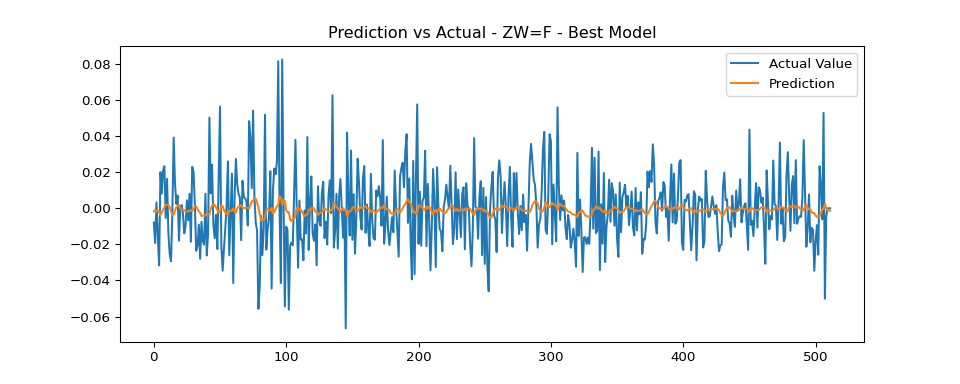 Prediction vs Actual - ZW=F - Best Model
Actual Value
Prediction
0.08
0.06
0.04
0.02
0.00
−0.02
−0.04
−0.06
0 100 200 300 400 500